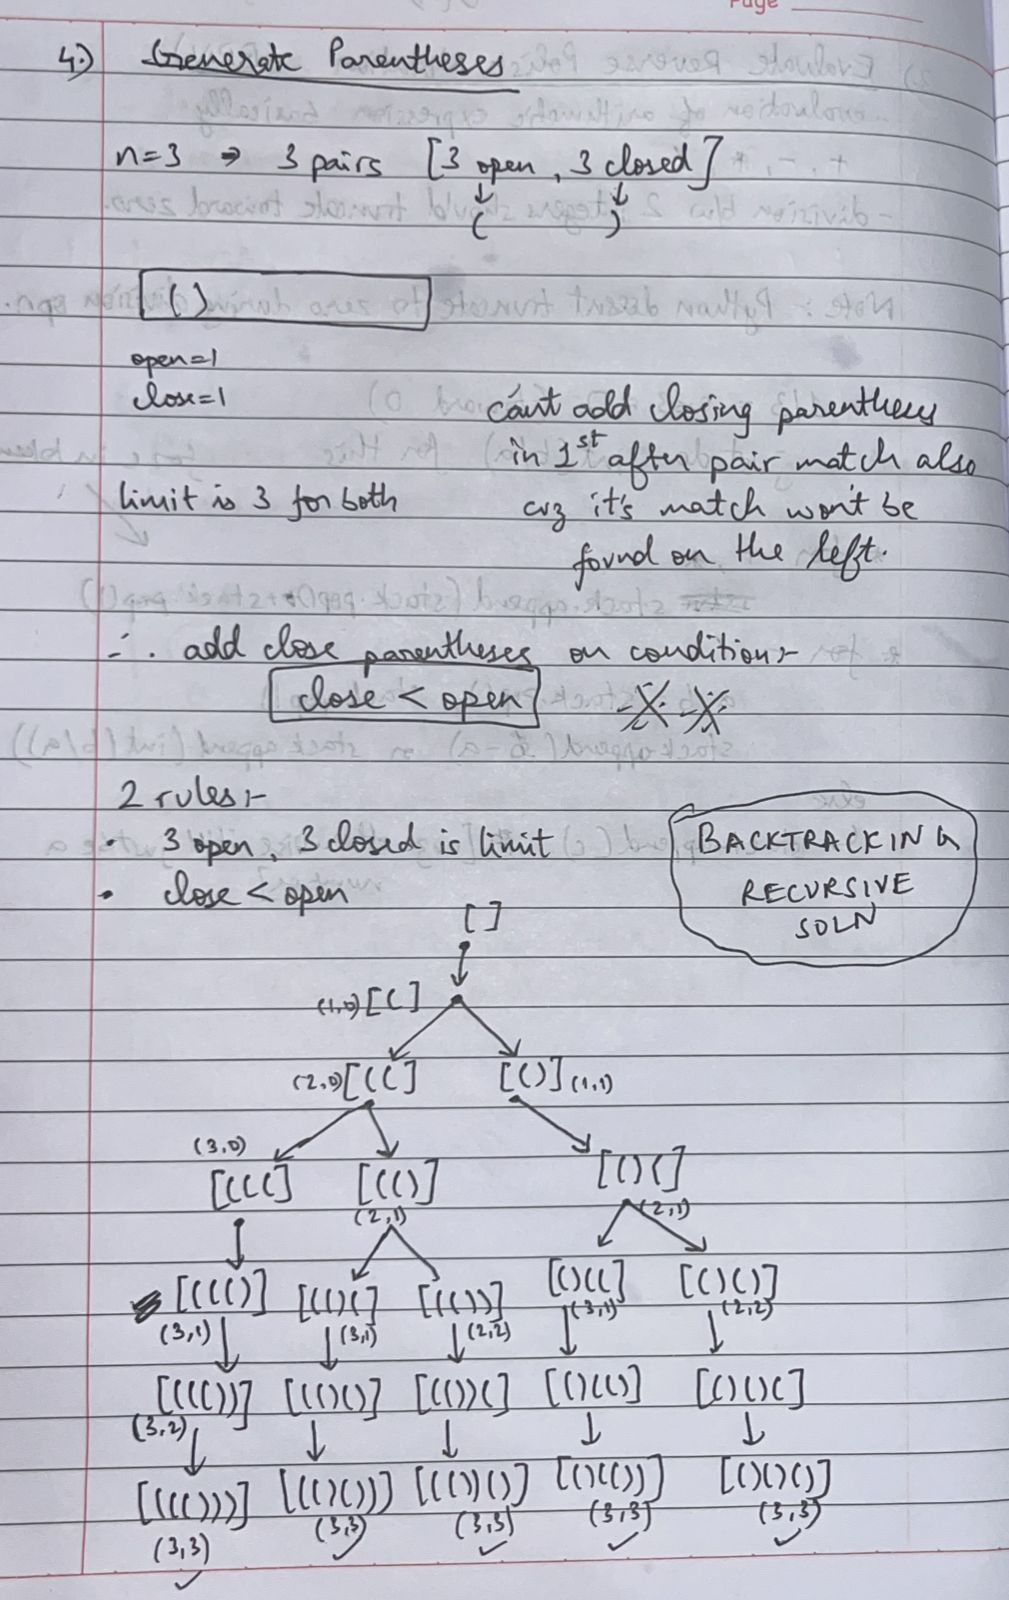 Page
4.) Generate Parentheses
n=3 ⇒ 3 pairs [3 open, 3 closed]
↓ ↓
( )
()
open=1
close=1
can't add closing parentheses
in 1st after pair match also
limit is 3 for both
cuz it's match won't be
found on the left.
∴ add close parentheses on condition:-
close < open
2 rules:-
• 3 open, 3 closed is limit
• close < open
BACKTRACKING
RECURSIVE
SOLN
[]
(1,0) [(]
(2,0) [((] [()] (1,1)
(3,0)
[(((] [(()] [()(]
(2,1) (2,1)
[((()] [(()(] [(())] [()((] [()()]
(3,1) (3,1) (2,2) (3,1) (2,2)
[((())] [(()()] [(())(] [()(()] [()()(]
(3,2)
[((()))] [(()())] [(())()] [()(())] [()()()]
(3,3) (3,3) (3,3) (3,3) (3,3)